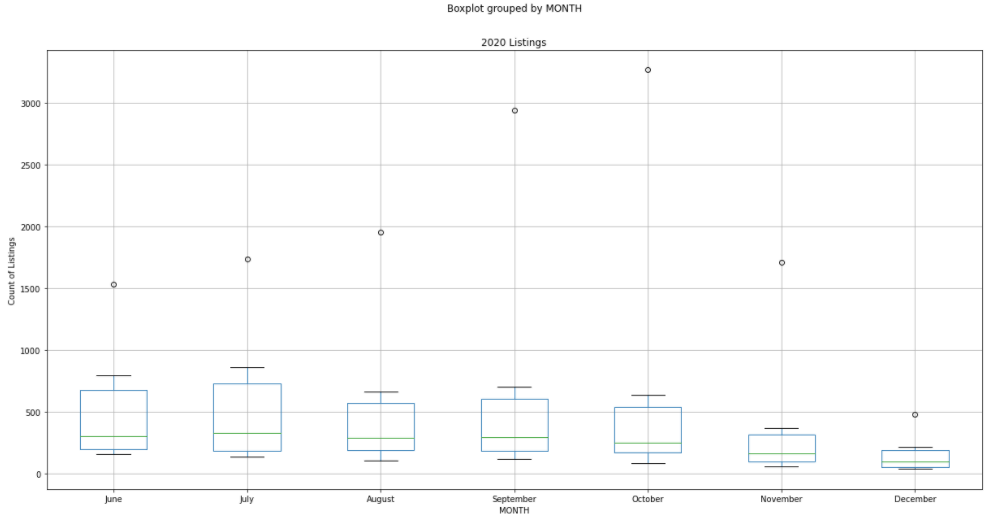 Boxplot grouped by MONTH
2020 Listings
3000
2500
2000
1500
1000
500
0
Count of Listings
June July August September October November December
MONTH